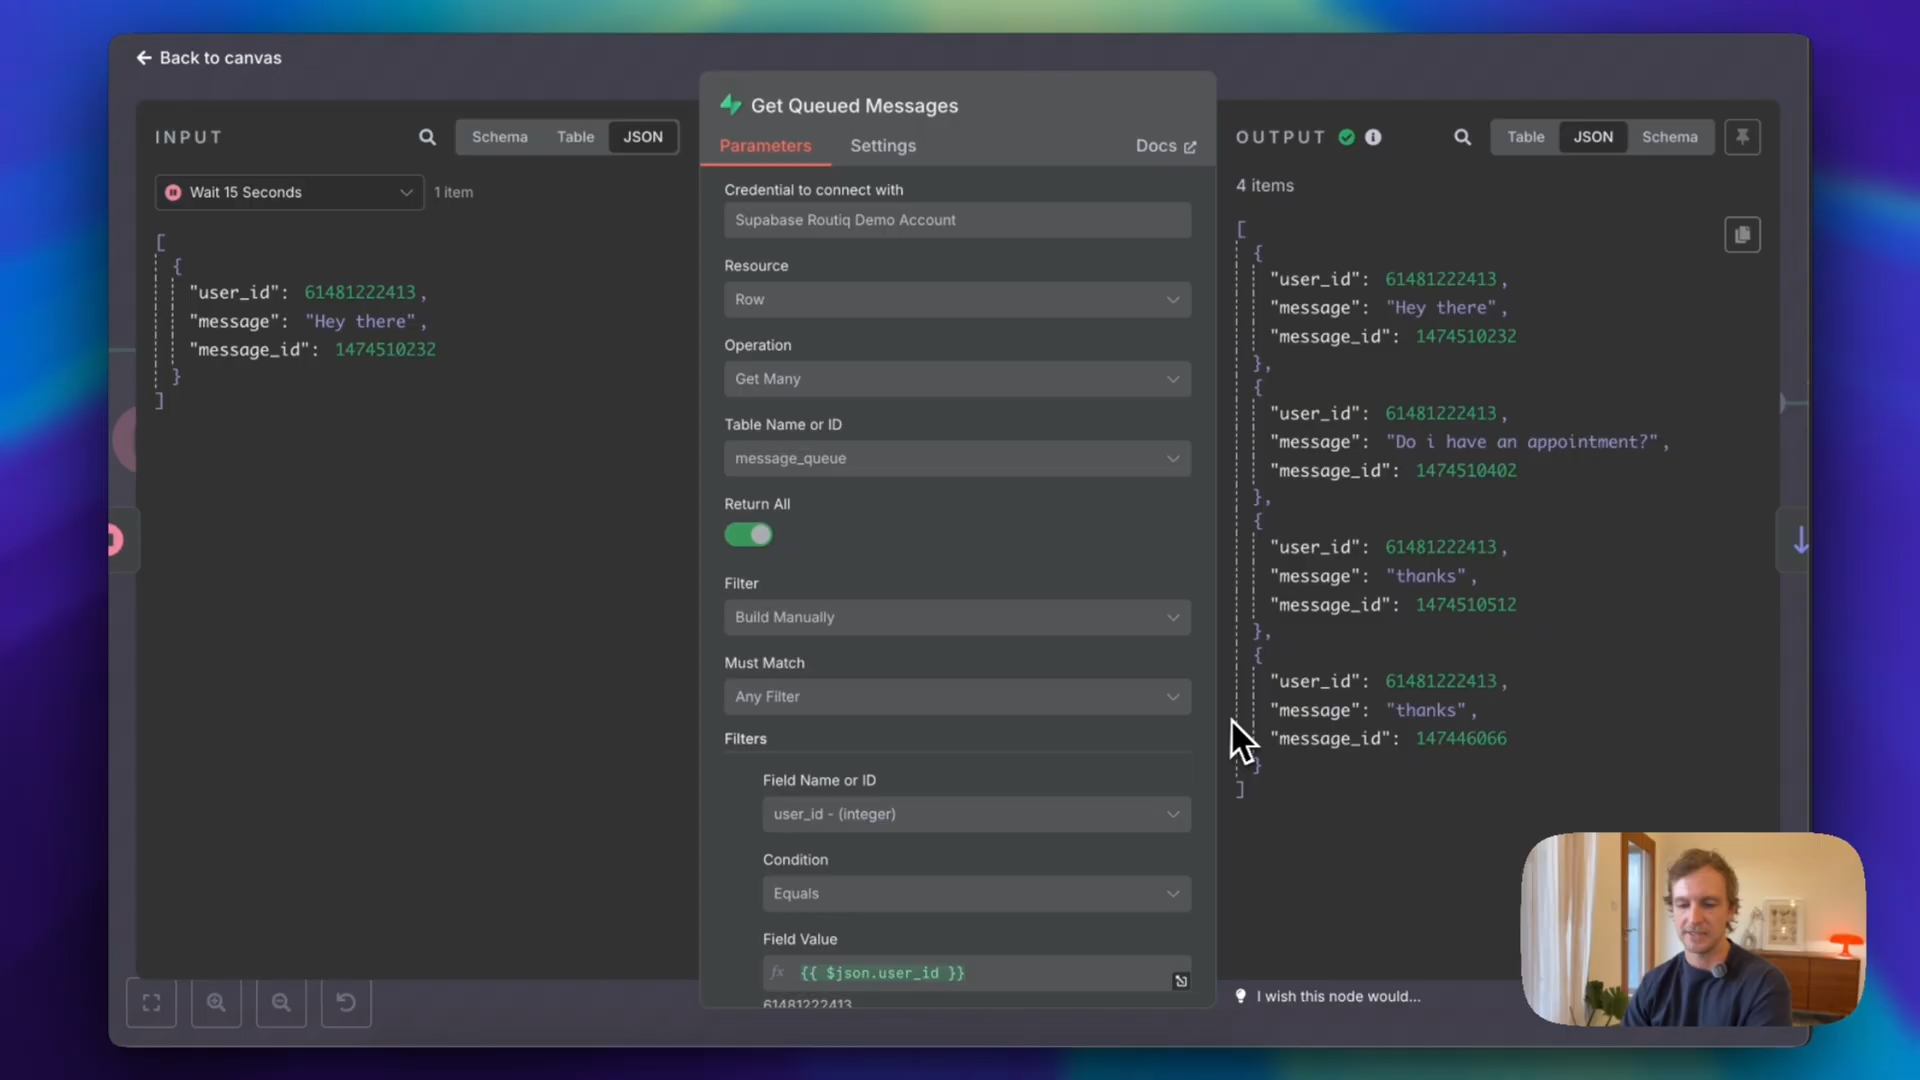 Back to canvas
INPUT
Schema
Table
JSON
Wait 15 Seconds
1 item
[
{
"user_id": 61481222413,
"message": "Hey there",
"message_id": 1474510232
}
]
Get Queued Messages
Parameters
Settings
Docs
Credential to connect with
Supabase Routiq Demo Account
Resource
Row
Operation
Get Many
Table Name or ID
message_queue
Return All
Filter
Build Manually
Must Match
Any Filter
Filters
Field Name or ID
user_id - (integer)
Condition
Equals
Field Value
fx {{ $json.user_id }}
61481222413
OUTPUT
Table
JSON
Schema
4 items
[
{
"user_id": 61481222413,
"message": "Hey there",
"message_id": 1474510232
},
{
"user_id": 61481222413,
"message": "Do i have an appointment?",
"message_id": 1474510402
},
{
"user_id": 61481222413,
"message": "thanks",
"message_id": 1474510512
},
{
"user_id": 61481222413,
"message": "thanks",
"message_id": 147446066
}
]
I wish this node would...